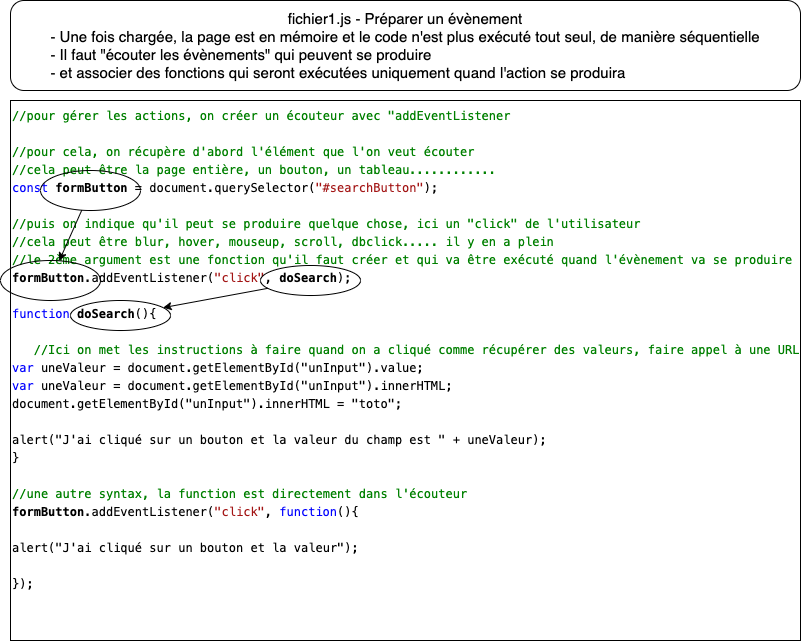 fichier1.js - Préparer un évènement
- Une fois chargée, la page est en mémoire et le code n'est plus exécuté tout seul, de manière séquentielle
- Il faut "écouter les évènements" qui peuvent se produire
- et associer des fonctions qui seront exécutées uniquement quand l'action se produira
//pour gérer les actions, on créer un écouteur avec "addEventListener
//pour cela, on récupère d'abord l'élément que l'on veut écouter
//cela peut être la page entière, un bouton, un tableau............
const formButton = document.querySelector("#searchButton");
//puis on indique qu'il peut se produire quelque chose, ici un "click" de l'utilisateur
//cela peut être blur, hover, mouseup, scroll, dbclick..... il y en a plein
//le 2ème argument est une fonction qu'il faut créer et qui va être exécuté quand l'évènement va se produire
formButton.addEventListener("click", doSearch);
function doSearch(){
//Ici on met les instructions à faire quand on a cliqué comme récupérer des valeurs, faire appel à une URL
var uneValeur = document.getElementById("unInput").value;
var uneValeur = document.getElementById("unInput").innerHTML;
document.getElementById("unInput").innerHTML = "toto";
alert("J'ai cliqué sur un bouton et la valeur du champ est " + uneValeur);
}
//une autre syntax, la function est directement dans l'écouteur
formButton.addEventListener("click", function(){
alert("J'ai cliqué sur un bouton et la valeur");
});